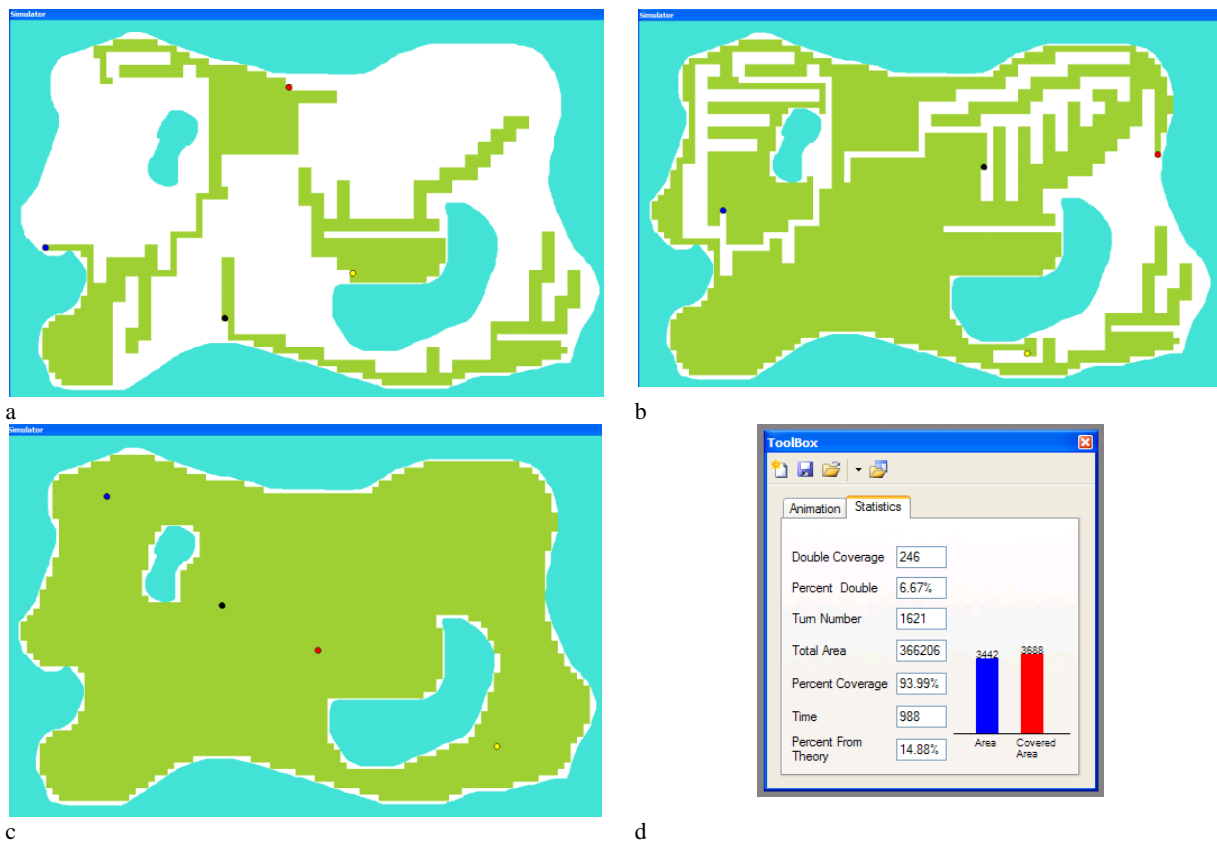 Simulator
Simulator
a
b
Simulator
ToolBox
Animation
Statistics
Double Coverage 246
Percent Double 6.67%
Turn Number 1621
Total Area 366206
Percent Coverage 93.99%
Time 988
Percent From
Theory 14.88%
3442 3688
Area Covered
Area
c
d